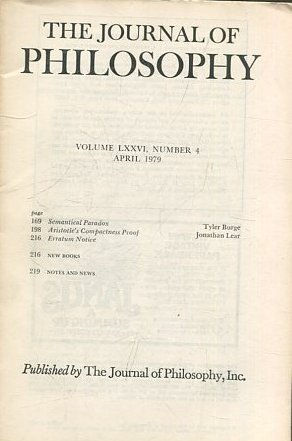 THE JOURNAL OF
PHILOSOPHY
VOLUME LXXVI, NUMBER 4
APRIL 1979
page
169 Semantical Paradox Tyler Burge
198 Aristotle's Compactness Proof Jonathan Lear
216 Erratum Notice
216 NEW BOOKS
219 NOTES AND NEWS
Published by The Journal of Philosophy, Inc.